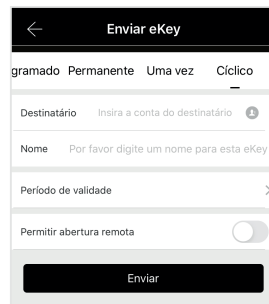 Enviar eKey
gramado Permanente Uma vez Cíclico
Destinatário Insira a conta do destinatário
Nome Por favor digite um nome para esta eKey
Período de validade
Permitir abertura remota
Enviar